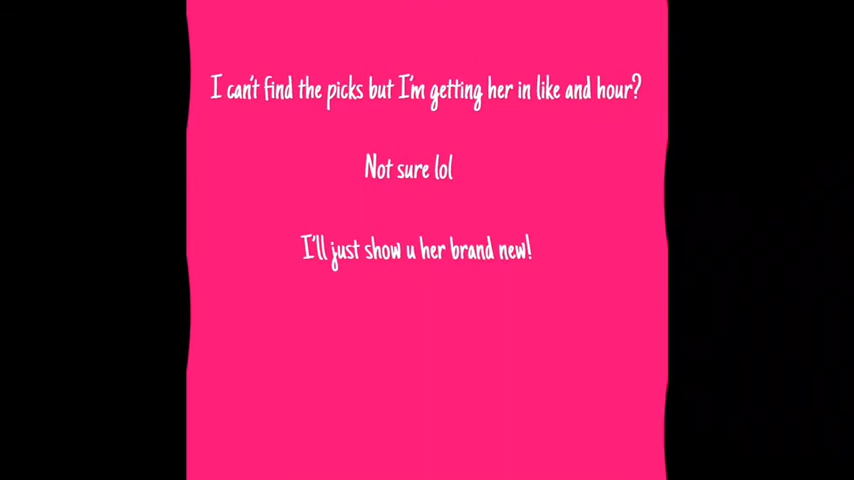 I can't find the picks but I'm getting her in like and hour?
Not sure lol
I'll just show u her brand new!